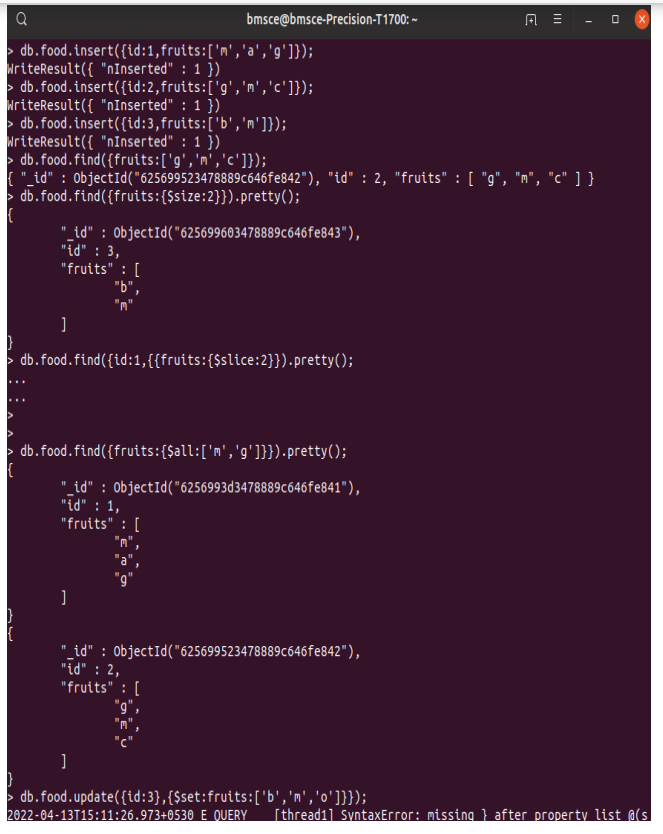 bmsce@bmsce-Precision-T1700: ~
> db.food.insert({id:1,fruits:['m','a','g']});
WriteResult({ "nInserted" : 1 })
> db.food.insert({id:2,fruits:['g','m','c']});
WriteResult({ "nInserted" : 1 })
> db.food.insert({id:3,fruits:['b','m']});
WriteResult({ "nInserted" : 1 })
> db.food.find({fruits:['g','m','c']});
{ "_id" : ObjectId("625699523478889c646fe842"), "id" : 2, "fruits" : [ "g", "m", "c" ] }
> db.food.find({fruits:{$size:2}}).pretty();
{
        "_id" : ObjectId("625699603478889c646fe843"),
        "id" : 3,
        "fruits" : [
                "b",
                "m"
        ]
}
> db.food.find({id:1,{{fruits:{$slice:2}}).pretty();
...
...
>
>
> db.food.find({fruits:{$all:['m','g']}}).pretty();
{
        "_id" : ObjectId("6256993d3478889c646fe841"),
        "id" : 1,
        "fruits" : [
                "m",
                "a",
                "g"
        ]
}
{
        "_id" : ObjectId("625699523478889c646fe842"),
        "id" : 2,
        "fruits" : [
                "g",
                "m",
                "c"
        ]
}
> db.food.update({id:3},{$set:fruits:['b','m','o']}});
2022-04-13T15:11:26.973+0530 E QUERY    [thread1] SyntaxError: missing } after property list @(s